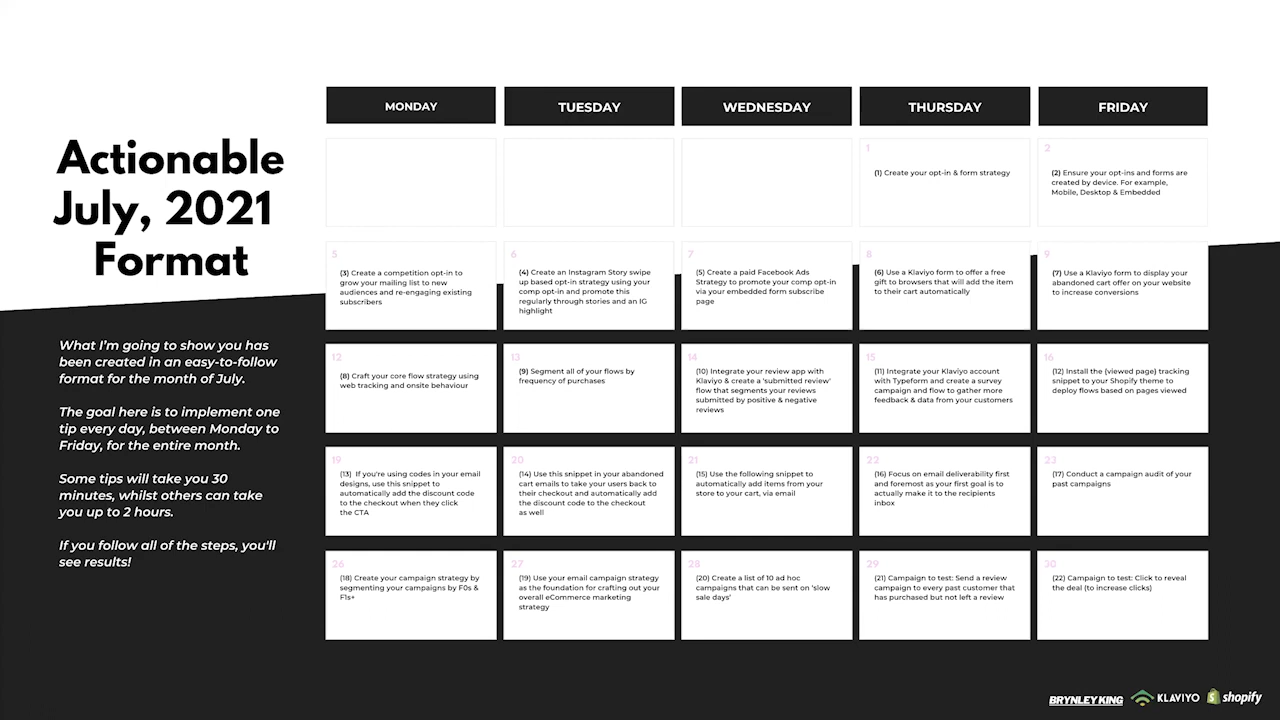 Actionable
July, 2021
Format
What I'm going to show you has
been created in an easy-to-follow
format for the month of July.
The goal here is to implement one
tip every day, between Monday to
Friday, for the entire month.
Some tips will take you 30
minutes, whilst others can take
you up to 2 hours.
If you follow all of the steps, you'll
see results!
MONDAY
TUESDAY
WEDNESDAY
THURSDAY
FRIDAY
1
(1) Create your opt-in & form strategy
2
(2) Ensure your opt-ins and forms are
created by device. For example,
Mobile, Desktop & Embedded
5
(3) Create a competition opt-in to
grow your mailing list to new
audiences and re-engaging existing
subscribers
6
(4) Create an Instagram Story swipe
up based opt-in strategy using your
comp opt-in and promote this
regularly through stories and an IG
highlight
7
(5) Create a paid Facebook Ads
Strategy to promote your comp opt-in
via your embedded form subscribe
page
8
(6) Use a Klaviyo form to offer a free
gift to browsers that will add the item
to their cart automatically
9
(7) Use a Klaviyo form to display your
abandoned cart offer on your website
to increase conversions
12
(8) Craft your core flow strategy using
web tracking and onsite behaviour
13
(9) Segment all of your flows by
frequency of purchases
14
(10) Integrate your review app with
Klaviyo & create a 'submitted review'
flow that segments your reviews
submitted by positive & negative
reviews
15
(11) Integrate your Klaviyo account
with Typeform and create a survey
campaign and flow to gather more
feedback & data from your customers
16
(12) Install the {viewed page} tracking
snippet to your Shopify theme to
deploy flows based on pages viewed
19
(13) If you're using codes in your email
designs, use this snippet to
automatically add the discount code
to the checkout when they click
the CTA
20
(14) Use this snippet in your abandoned
cart emails to take your users back to
their checkout and automatically add
the discount code to the checkout
as well
21
(15) Use the following snippet to
automatically add items from your
store to your cart, via email
22
(16) Focus on email deliverability first
and foremost as your first goal is to
actually make it to the recipients
inbox
23
(17) Conduct a campaign audit of your
past campaigns
26
(18) Create your campaign strategy by
segmenting your campaigns by F0s &
F1s+
27
(19) Use your email campaign strategy
as the foundation for crafting out your
overall eCommerce marketing
strategy
28
(20) Create a list of 10 ad hoc
campaigns that can be sent on 'slow
sale days'
29
(21) Campaign to test: Send a review
campaign to every past customer that
has purchased but not left a review
30
(22) Campaign to test: Click to reveal
the deal (to increase clicks)
BRYNLEY KING
KLAVIYO
shopify